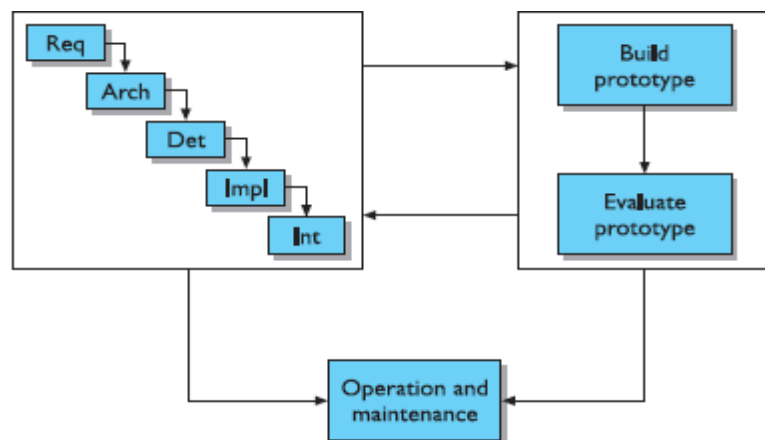 Req
Arch
Det
Impl
Int
Build
prototype
Evaluate
prototype
Operation and
maintenance